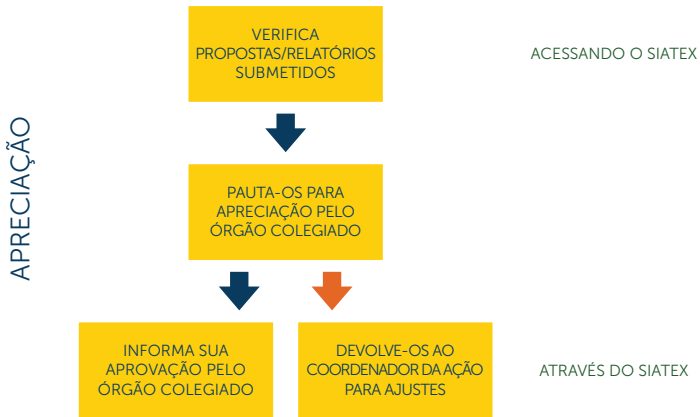 APRECIAÇÃO
VERIFICA
PROPOSTAS/RELATÓRIOS
SUBMETIDOS
ACESSANDO O SIATEX
PAUTA-OS PARA
APRECIAÇÃO PELO
ÓRGÃO COLEGIADO
INFORMA SUA
APROVAÇÃO PELO
ÓRGÃO COLEGIADO
DEVOLVE-OS AO
COORDENADOR DA AÇÃO
PARA AJUSTES
ATRAVÉS DO SIATEX